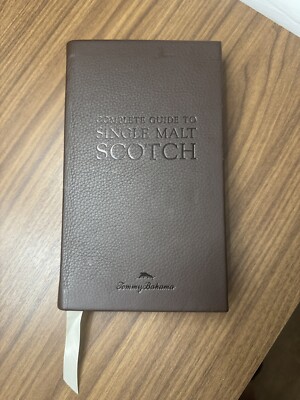 COMPLETE GUIDE TO
SINGLE MALT
SCOTCH
Tommy Bahama